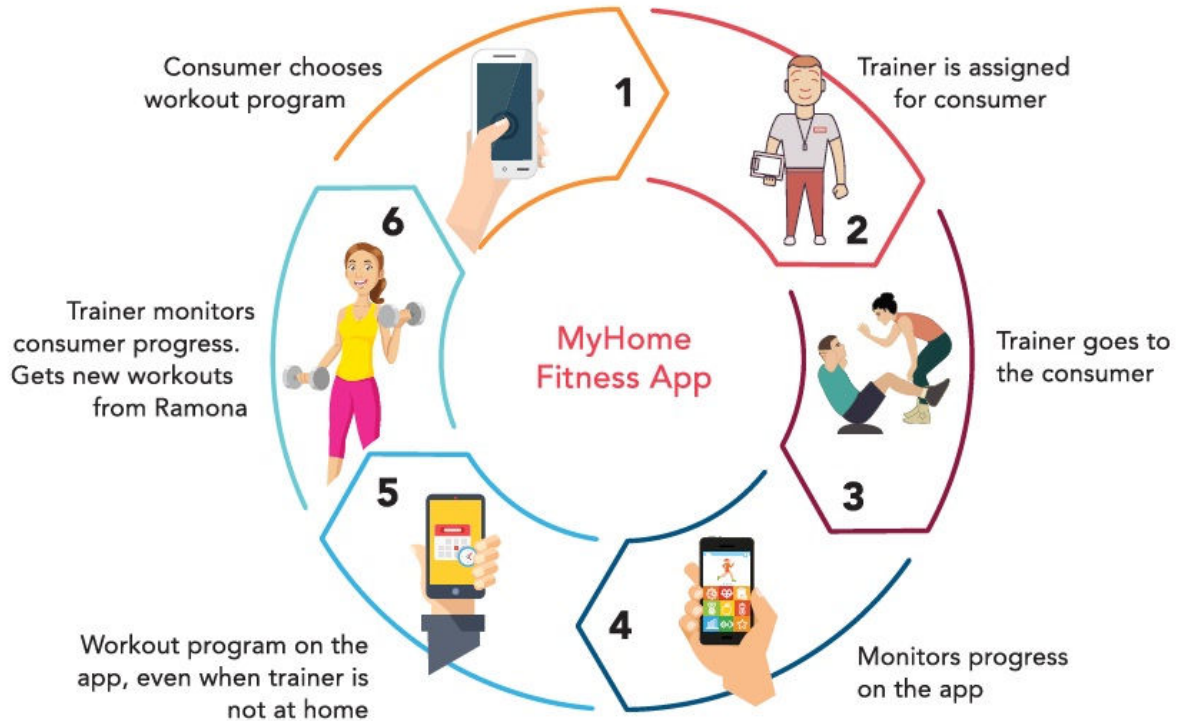 Consumer chooses
workout program
1
Trainer is assigned
for consumer
2
Trainer goes to
the consumer
3
Monitors progress
on the app
4
Workout program on the
app, even when trainer is
not at home
5
Trainer monitors
consumer progress.
Gets new workouts
from Ramona
6
MyHome
Fitness App